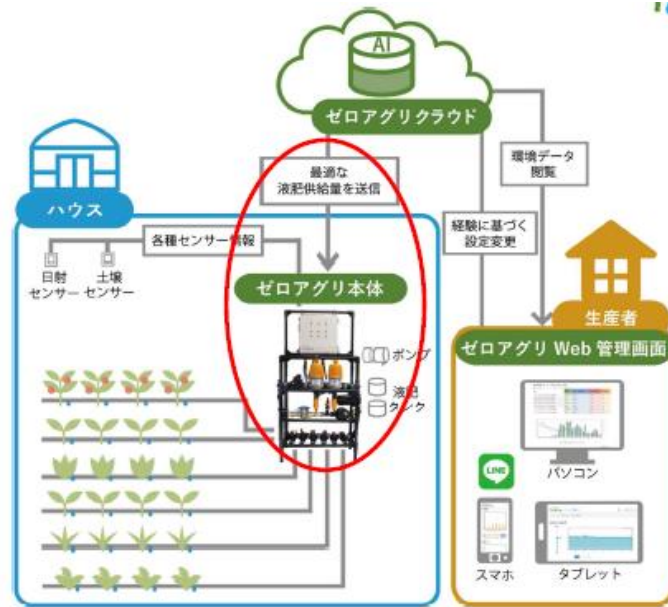 AI
ゼロアグリクラウド
最適な
液肥供給量を送信
環境データ
閲覧
ハウス
各種センサー情報
経験に基づく
設定変更
日射
センサー
土壌
センサー
ゼロアグリ本体
生産者
ポンプ
ゼロアグリ Web 管理画面
液肥
タンク
パソコン
LINE
スマホ
タブレット